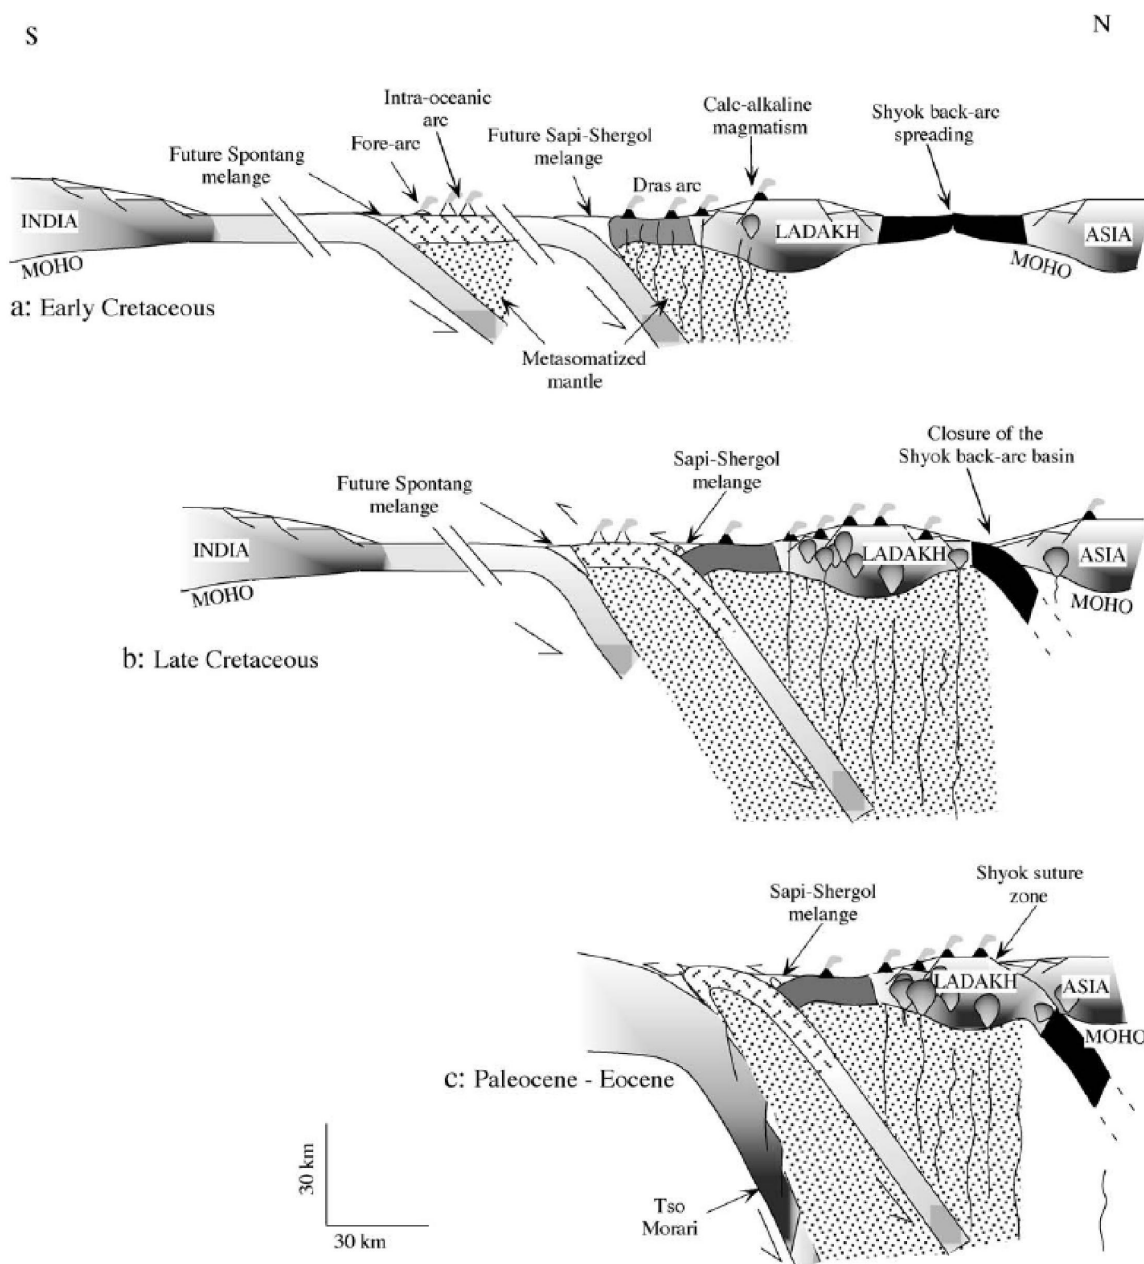 S
N
Intra-oceanic
arc
Fore-arc
Future Spontang
melange
Future Sapi-Shergol
melange
Calc-alkaline
magmatism
Shyok back-arc
spreading
Dras arc
INDIA
LADAKH
ASIA
MOHO
MOHO
a: Early Cretaceous
Metasomatized
mantle
Closure of the
Shyok back-arc basin
Sapi-Shergol
melange
Future Spontang
melange
INDIA
LADAKH
ASIA
MOHO
MOHO
b: Late Cretaceous
Shyok suture
zone
Sapi-Shergol
melange
LADAKH
ASIA
MOHO
c: Paleocene - Eocene
30 km
30 km
Tso
Morari